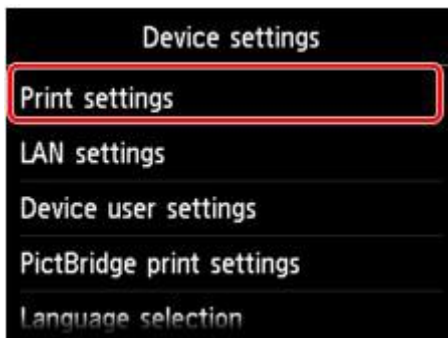 Device settings
Print settings
LAN settings
Device user settings
PictBridge print settings
Language selection